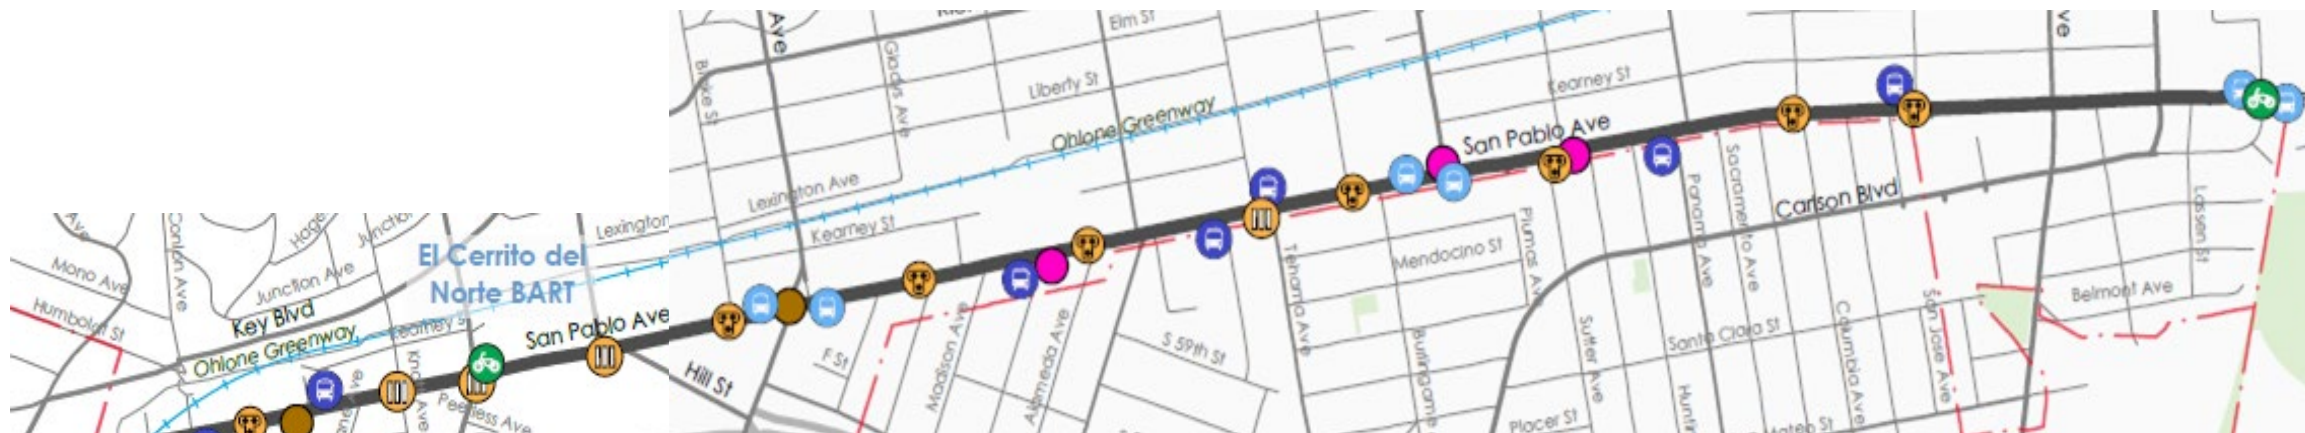 Ave
Elm St
Gladys Ave
Liberty St
Kearney St
ve
Blake St
Ohlone Greenway
San Pablo Ave
Lexington Ave
Kearney St
Carlson Blvd
Sacramento Ave
Panama Ave
Lassen St
Ave
Conlon Ave
Junction Ave
El Cerrito del
Norte BART
Lexington
Mono Ave
Humboldt St
Key Blvd
Ohlone Greenway
Kearney S
San Pablo Ave
Peerless Ave
Hill St
F St
Madison Ave
Alameda Ave
S 59th St
Tehama Ave
Mendocino St
Plumas Ave
Burlingame
Sutter Ave
Santa Clara St
Placer St
Columbia Ave
San Jose Ave
Belmont Ave